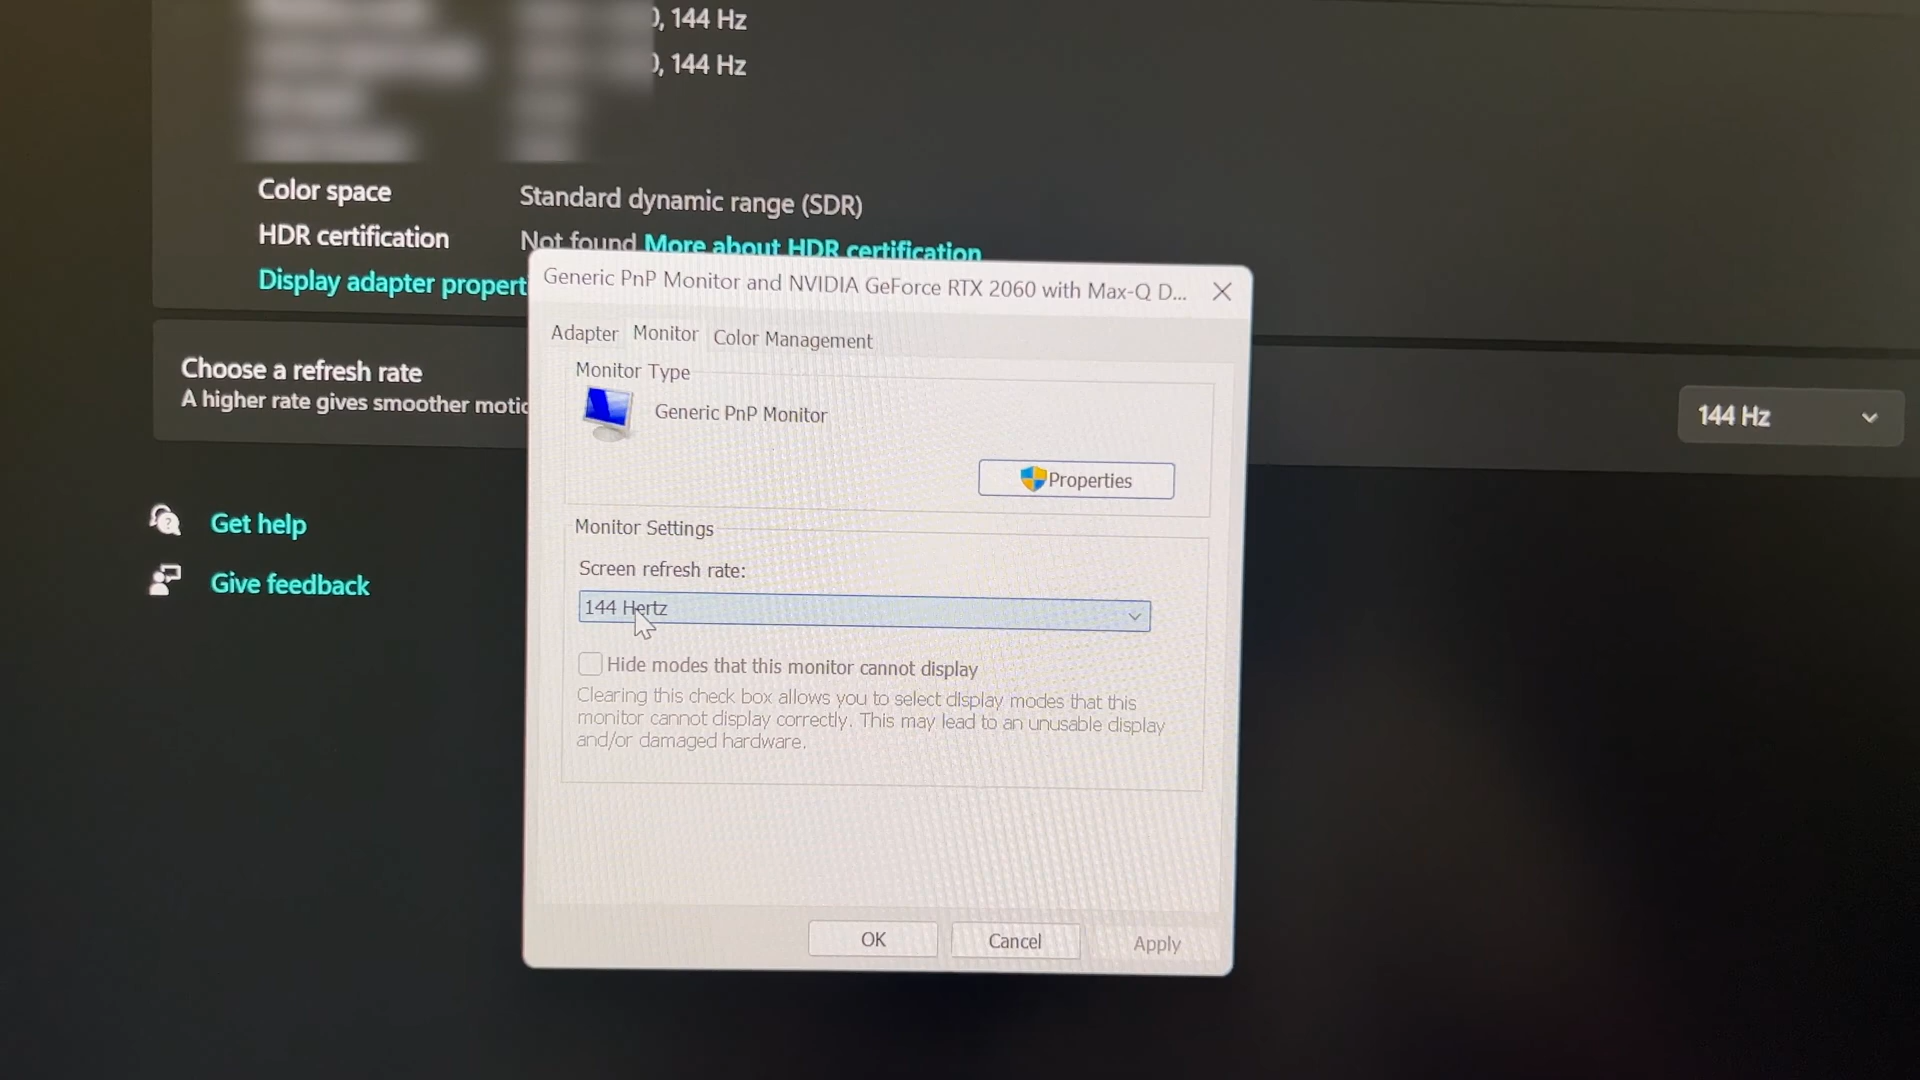 0, 144 Hz
0, 144 Hz
Color space
Standard dynamic range (SDR)
HDR certification
Not found More about HDR certification
Display adapter propert
Generic PnP Monitor and NVIDIA GeForce RTX 2060 with Max-Q D...
Adapter Monitor Color Management
Monitor Type
Generic PnP Monitor
Properties
Choose a refresh rate
A higher rate gives smoother motic
144 Hz
Get help
Give feedback
Monitor Settings
Screen refresh rate:
144 Hertz
Hide modes that this monitor cannot display
Clearing this check box allows you to select display modes that this
monitor cannot display correctly. This may lead to an unusable display
and/or damaged hardware.
OK
Cancel
Apply